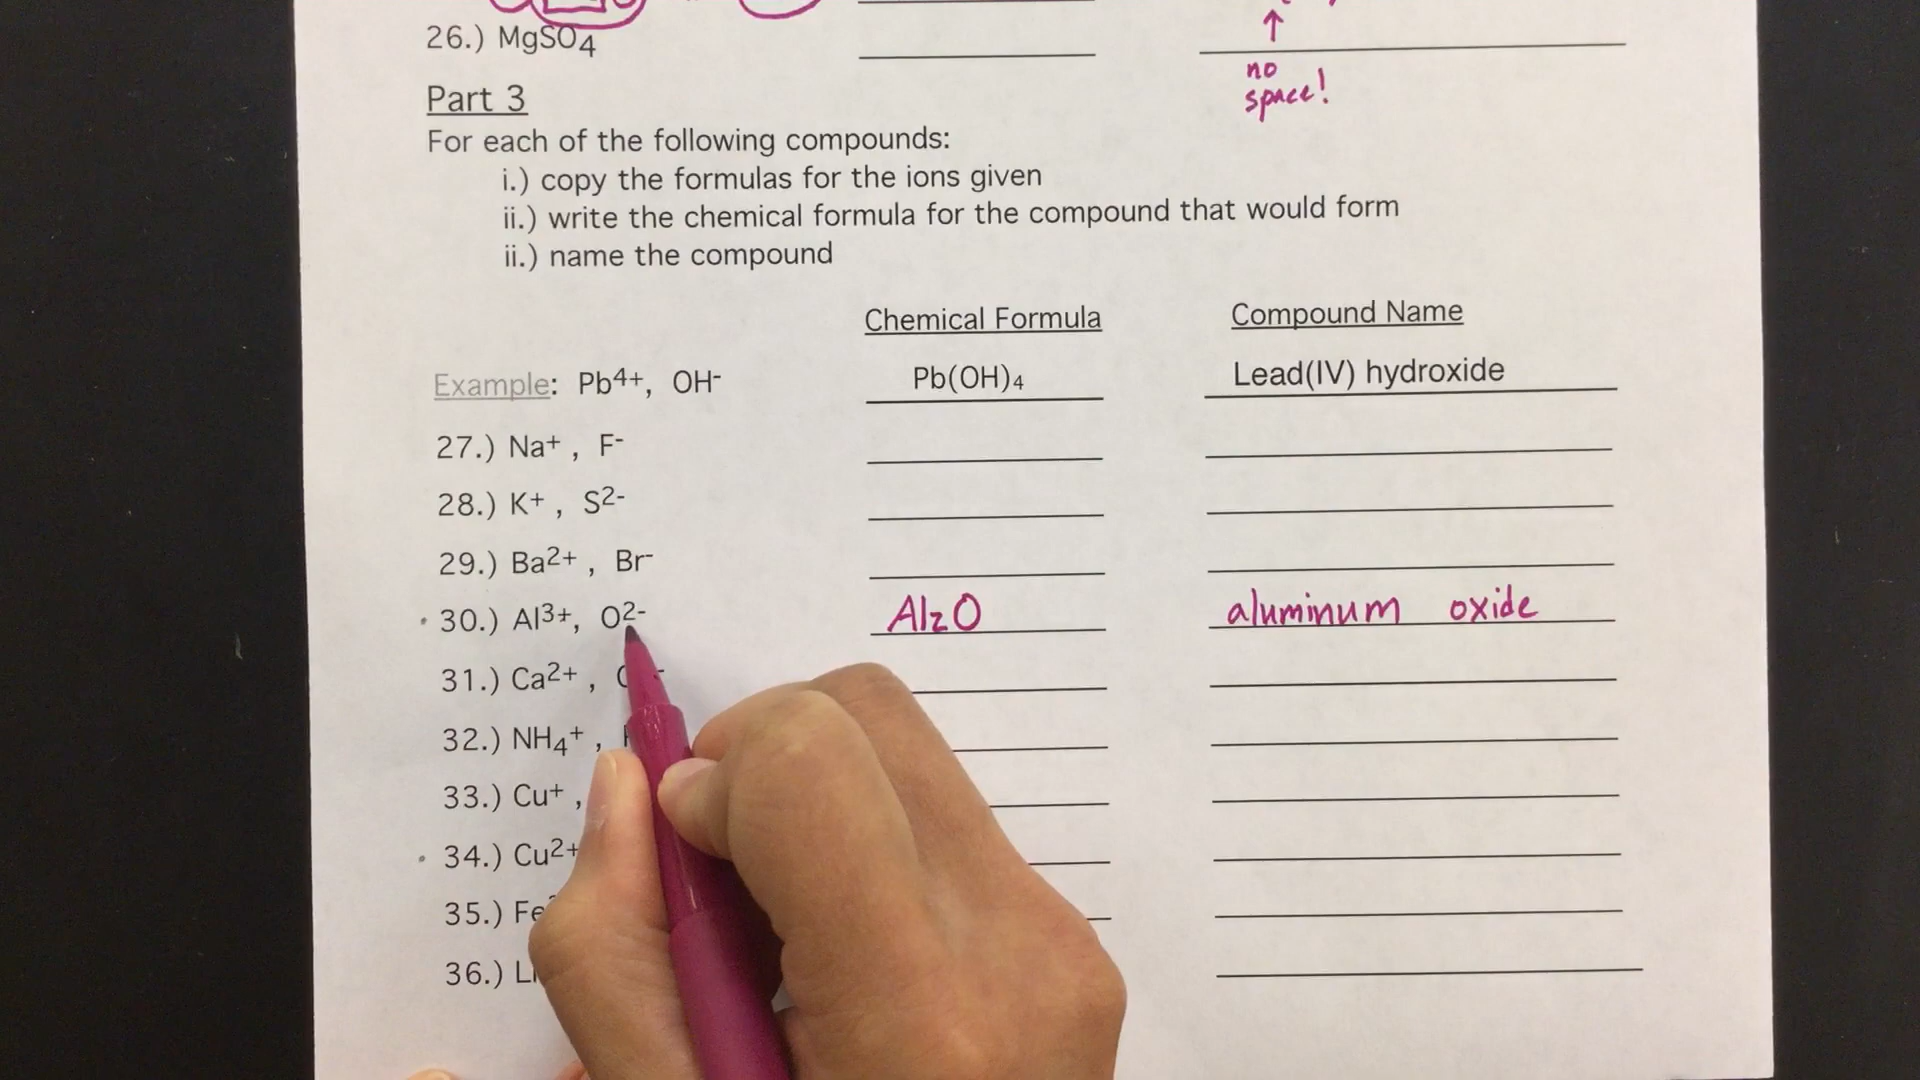 26.) MgSO4
no
space!
Part 3
For each of the following compounds:
i.) copy the formulas for the ions given
ii.) write the chemical formula for the compound that would form
ii.) name the compound
Chemical Formula Compound Name
Example: Pb4+, OH- Pb(OH)4 Lead(IV) hydroxide
27.) Na+ , F-
28.) K+ , S2-
29.) Ba2+ , Br-
30.) Al3+, O2- Al2O aluminum oxide
31.) Ca2+ ,
32.) NH4+ ,
33.) Cu+ ,
34.) Cu2+
35.) Fe
36.)